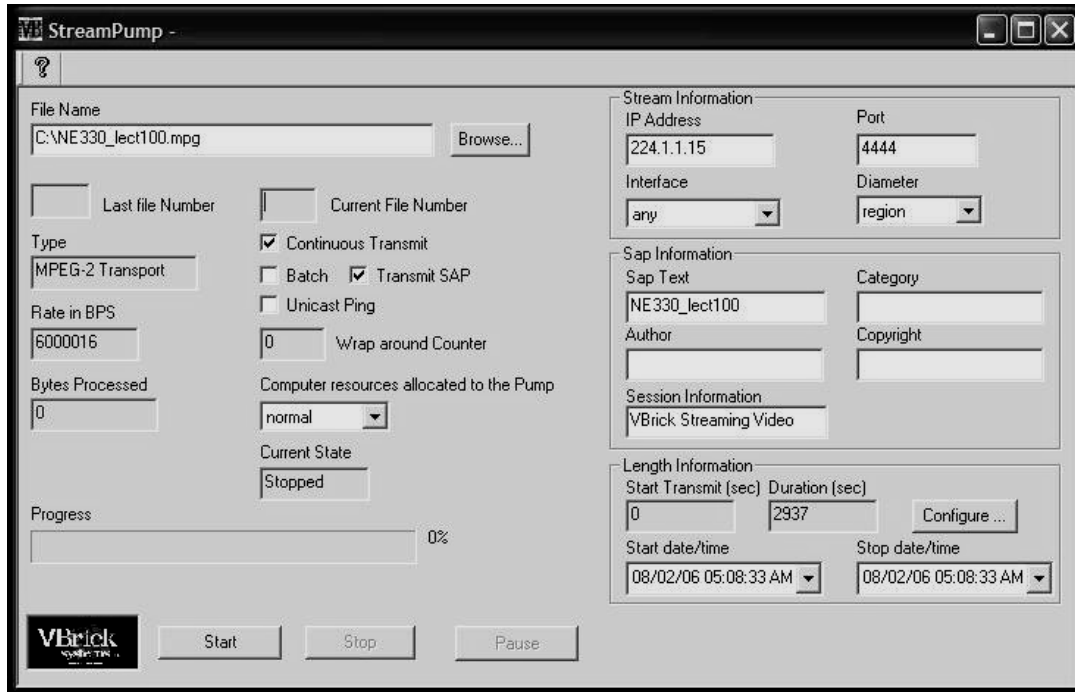 VB StreamPump -
?
File Name
C:\NE330_lect100.mpg
Browse...
Last file Number
Current File Number
Type
MPEG-2 Transport
Continuous Transmit
Batch
Transmit SAP
Unicast Ping
Rate in BPS
6000016
0
Wrap around Counter
Bytes Processed
0
Computer resources allocated to the Pump
normal
Current State
Stopped
Progress
0%
VBrick
systems
Start
Stop
Pause
Stream Information
IP Address
Port
224.1.1.15
4444
Interface
Diameter
any
region
Sap Information
Sap Text
Category
NE330_lect100
Author
Copyright
Session Information
VBrick Streaming Video
Length Information
Start Transmit (sec)
Duration (sec)
0
2937
Configure ...
Start date/time
Stop date/time
08/02/06 05:08:33 AM
08/02/06 05:08:33 AM